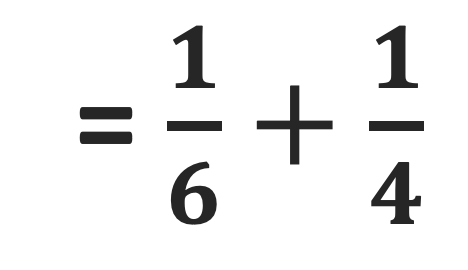 = 1/6 + 1/4